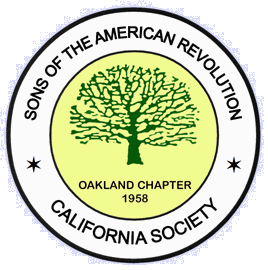 SONS OF THE AMERICAN REVOLUTION
OAKLAND CHAPTER
1958
CALIFORNIA SOCIETY